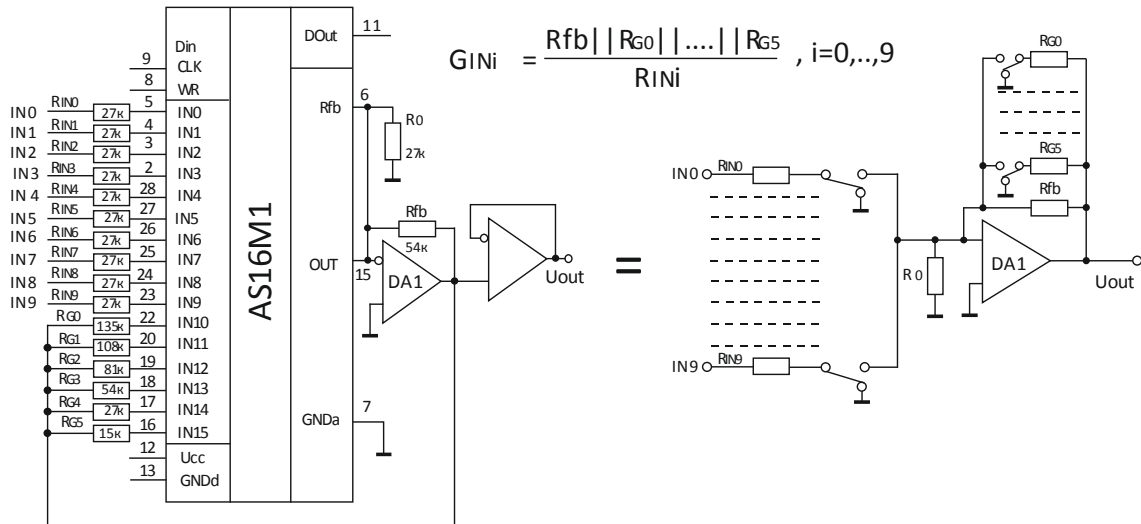 Din
9
CLK
8
WR
IN0
RIN0
27к
5
IN0
IN1
RIN1
27к
4
IN1
IN2
RIN2
27к
3
IN2
IN3
RIN3
27к
2
IN3
IN4
RIN4
27к
28
IN4
IN5
RIN5
27к
27
IN5
IN6
RIN6
27к
26
IN6
IN7
RIN7
27к
25
IN7
IN8
RIN8
27к
24
IN8
IN9
RIN9
27к
23
IN9
RG0
135к
22
IN10
RG1
108к
20
IN11
RG2
81к
19
IN12
RG3
54к
18
IN13
RG4
27к
17
IN14
RG5
15к
16
IN15
12
Ucc
13
GNDd
AS16M1
DOut
11
Rfb
6
R0
27к
Rfb
54к
OUT
15
DA1
Uout
GNDa
7
GINi = Rfb||RG0||....||RG5 / RINi , i=0,..,9
=
IN0
RIN0
IN9
RIN9
R0
RG0
RG5
Rfb
DA1
Uout